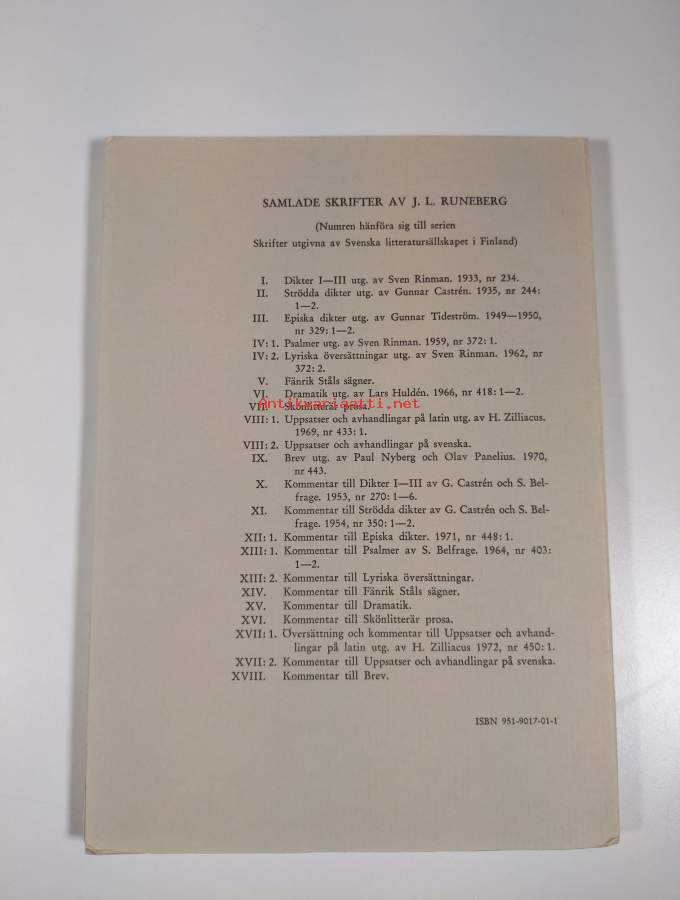 SAMLADE SKRIFTER AV J. L. RUNEBERG
(Numren hänföra sig till serien
Skrifter utgivna av Svenska litteratursällskapet i Finland)
I. Dikter I—III utg. av Sven Rinman. 1933, nr 234.
II. Strödda dikter utg. av Gunnar Castrén. 1935, nr 244:
1—2.
III. Episka dikter utg. av Gunnar Tideström. 1949—1950,
nr 329: 1—2.
IV: 1. Psalmer utg. av Sven Rinman. 1959, nr 372: 1.
IV: 2. Lyriska översättningar utg. av Sven Rinman. 1962, nr
372: 2.
V. Fänrik Ståls sägner.
VI. Dramatik utg. av Lars Huldén. 1966, nr 418: 1—2.
antikvariaatti.net
VII. Skönlitterär prosa.
VIII: 1. Uppsatser och avhandlingar på latin utg. av H. Zilliacus.
1969, nr 433: 1.
VIII: 2. Uppsatser och avhandlingar på svenska.
IX. Brev utg. av Paul Nyberg och Olav Panelius. 1970,
nr 443.
X. Kommentar till Dikter I—III av G. Castrén och S. Bel-
frage. 1953, nr 270: 1—6.
XI. Kommentar till Strödda dikter av G. Castrén och S. Bel-
frage. 1954, nr 350: 1—2.
XII: 1. Kommentar till Episka dikter. 1971, nr 448: 1.
XIII: 1. Kommentar till Psalmer av S. Belfrage. 1964, nr 403:
1—2.
XIII: 2. Kommentar till Lyriska översättningar.
XIV. Kommentar till Fänrik Ståls sägner.
XV. Kommentar till Dramatik.
XVI. Kommentar till Skönlitterär prosa.
XVII: 1. Översättning och kommentar till Uppsatser och avhand-
lingar på latin utg. av H. Zilliacus 1972, nr 450: 1.
XVII: 2. Kommentar till Uppsatser och avhandlingar på svenska.
XVIII. Kommentar till Brev.
ISBN 951-9017-01-1